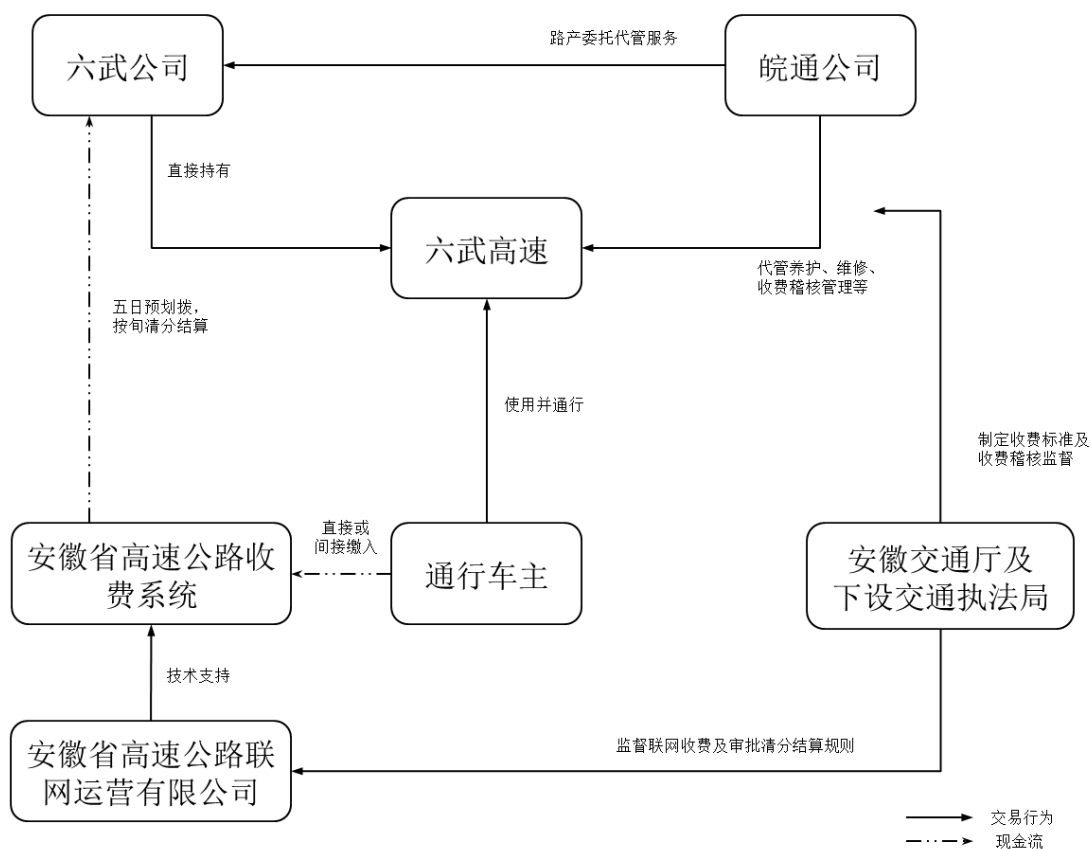 六武公司
路产委托代管服务
皖通公司
直接持有
六武高速
代管养护、维修、
收费稽核管理等
五日预划拨，
按旬清分结算
使用并通行
制定收费标准及
收费稽核监督
安徽省高速公路收
费系统
直接或
间接缴入
通行车主
安徽交通厅及
下设交通执法局
技术支持
安徽省高速公路联
网运营有限公司
监督联网收费及审批清分结算规则
交易行为
现金流